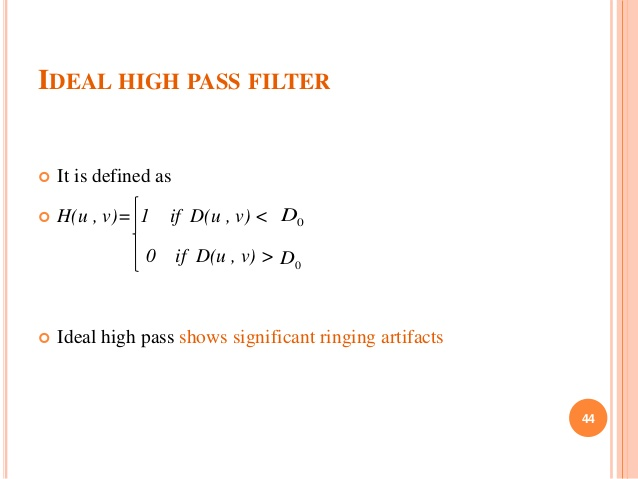 IDEAL HIGH PASS FILTER
It is defined as
H(u , v)= 1 if D(u , v) < D₀
0 if D(u , v) > D₀
Ideal high pass shows significant ringing artifacts
44